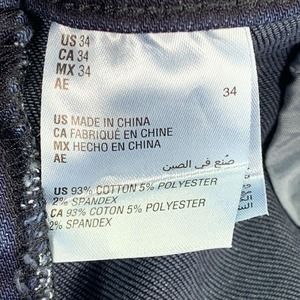 US 34
CA 34
MX 34
AE
34
US MADE IN CHINA
CA FABRIQUÉ EN CHINE
MX HECHO EN CHINA
AE
صنع في الصين
US 93% COTTON 5% POLYESTER
2% SPANDEX
CA 93% COTTON 5% POLYESTER
2% SPANDEX